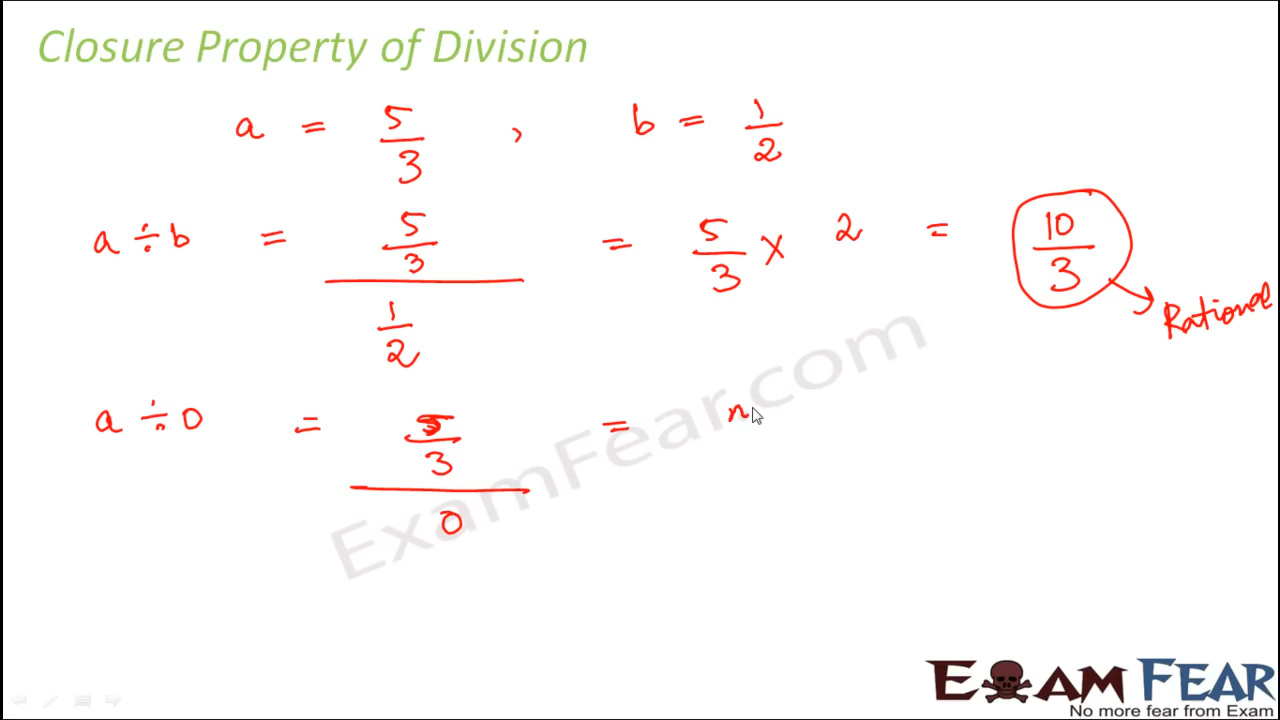 Closure Property of Division
a = 5/3 , b = 1/2
a ÷ b = 5/3 / 1/2 = 5/3 × 2 = 10/3
Rational
a ÷ 0 = 5/3 / 0 = n
ExamFear.com
EXAM FEAR
No more fear from Exam